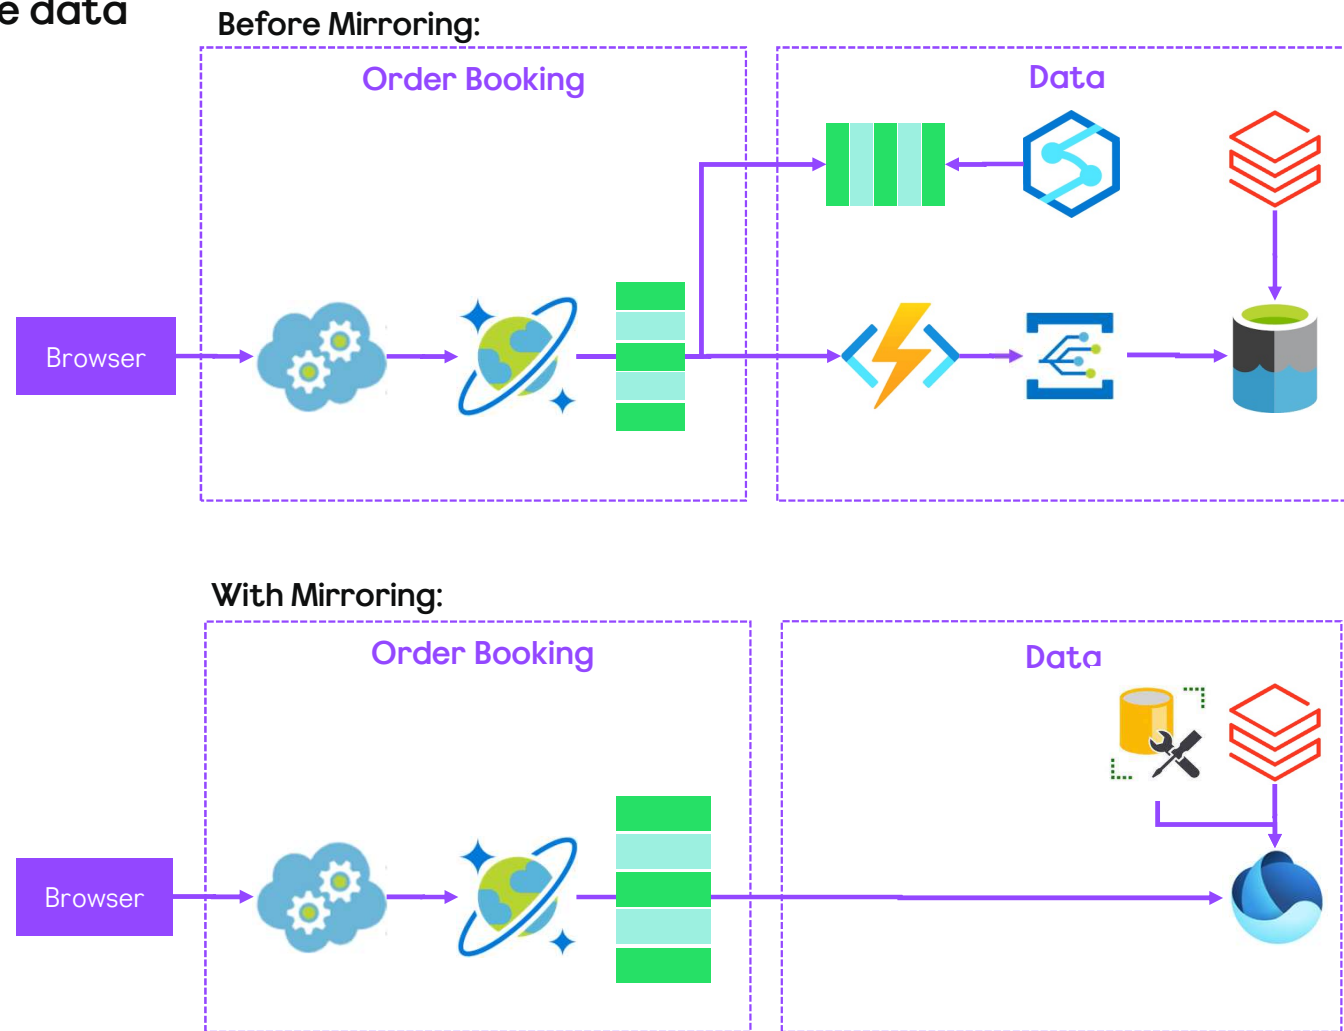 e data
Before Mirroring:
Order Booking
Data
Browser
With Mirroring:
Order Booking
Data
Browser